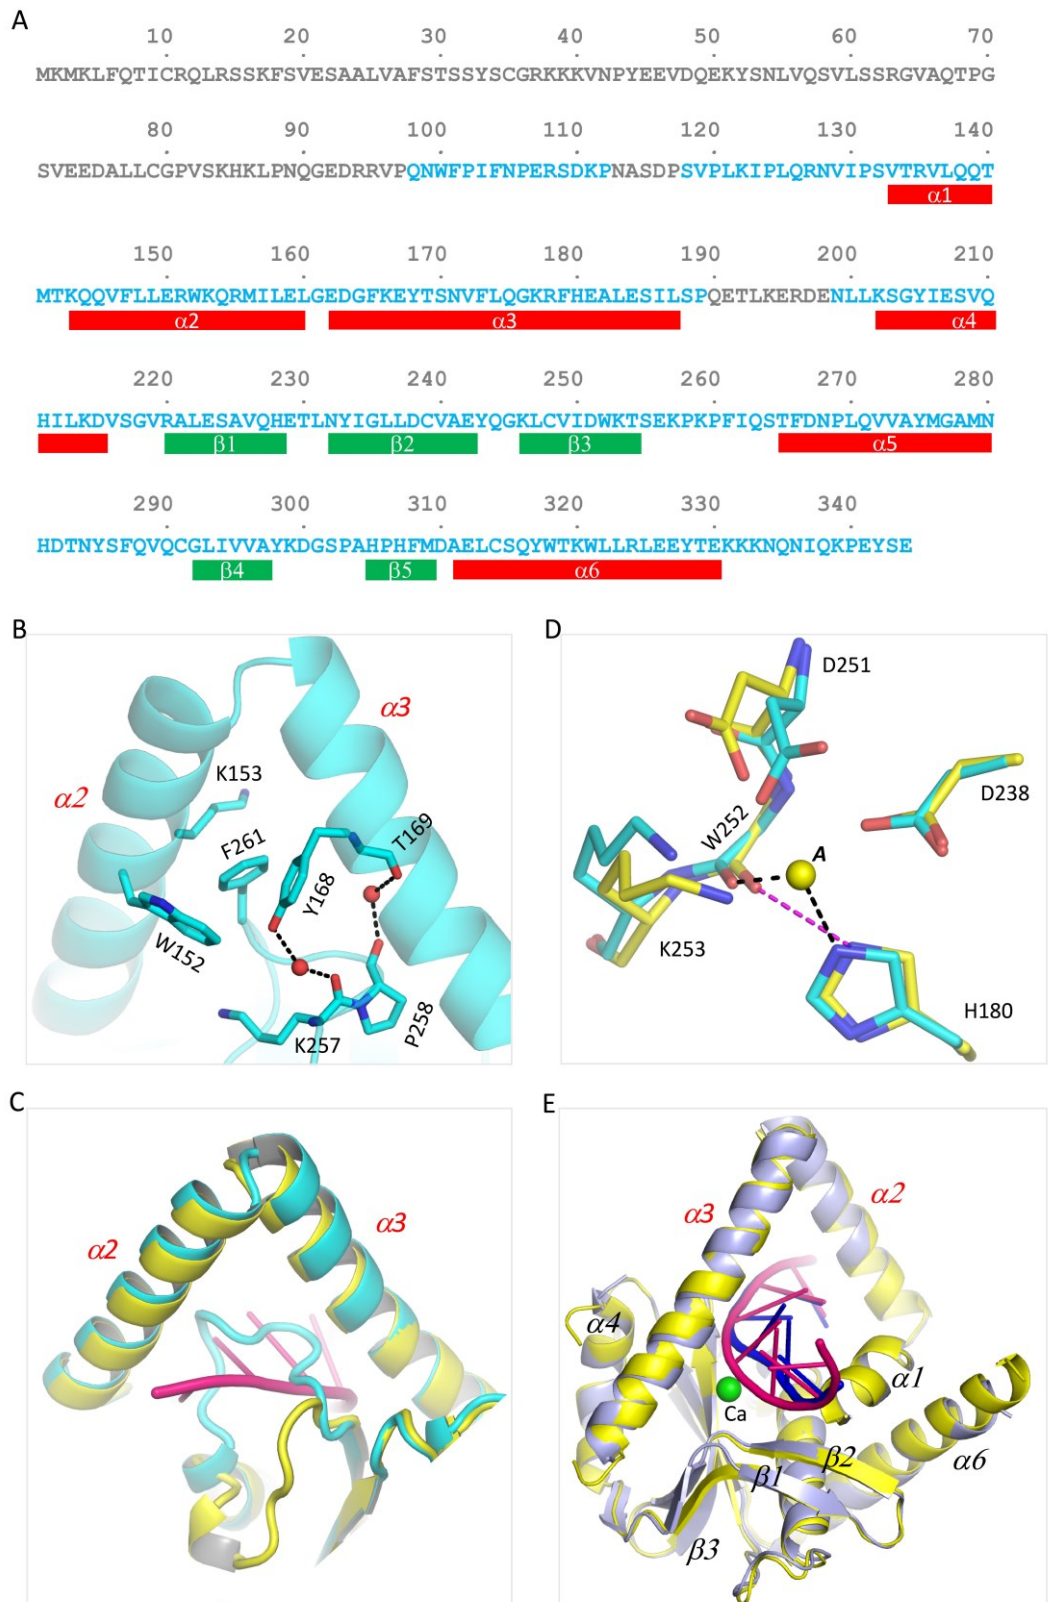 A
10 20 30 40 50 60 70
MKMKLFQTICRQLRSSKFSVESAALVAFSTSSYSCGRKKKVNPYEEVDQEKYSNLVQSVLSSRGVAQTPG
80 90 100 110 120 130 140
SVEEDALLCGPVSKHKLPNQGEDRRVPQNWFPIFNPERSDKPNASDPSVPLKIPLQRNVIPSVTRVLQQT
α1
150 160 170 180 190 200 210
MTKQQVFLLERWKQRMILELGEDGFKEYTSNVFLQGKRFHEALESILSPQETLKERDENLLKSGYIESVQ
α2 α3 α4
220 230 240 250 260 270 280
HILKDVSGVRALESAVQHETLNYIGLLDCVAEYQGKLCVIDWKTSEKPKPFIQSTFDNPLQVVAYMGAMN
β1 β2 β3 α5
290 300 310 320 330 340
HDTNYSFQVQCGLIVVAYKDGSPAHPHFMDAELCSQYWTKWLLRLEEYTEKKKNQNIQKPEYSE
β4 β5 α6
B
α3
α2
K153
F261
T169
Y168
W152
K257
P258
D
D251
D238
W252
A
K253
H180
C
α2
α3
E
α3
α2
α4
α1
Ca
β1
β2
α6
β3